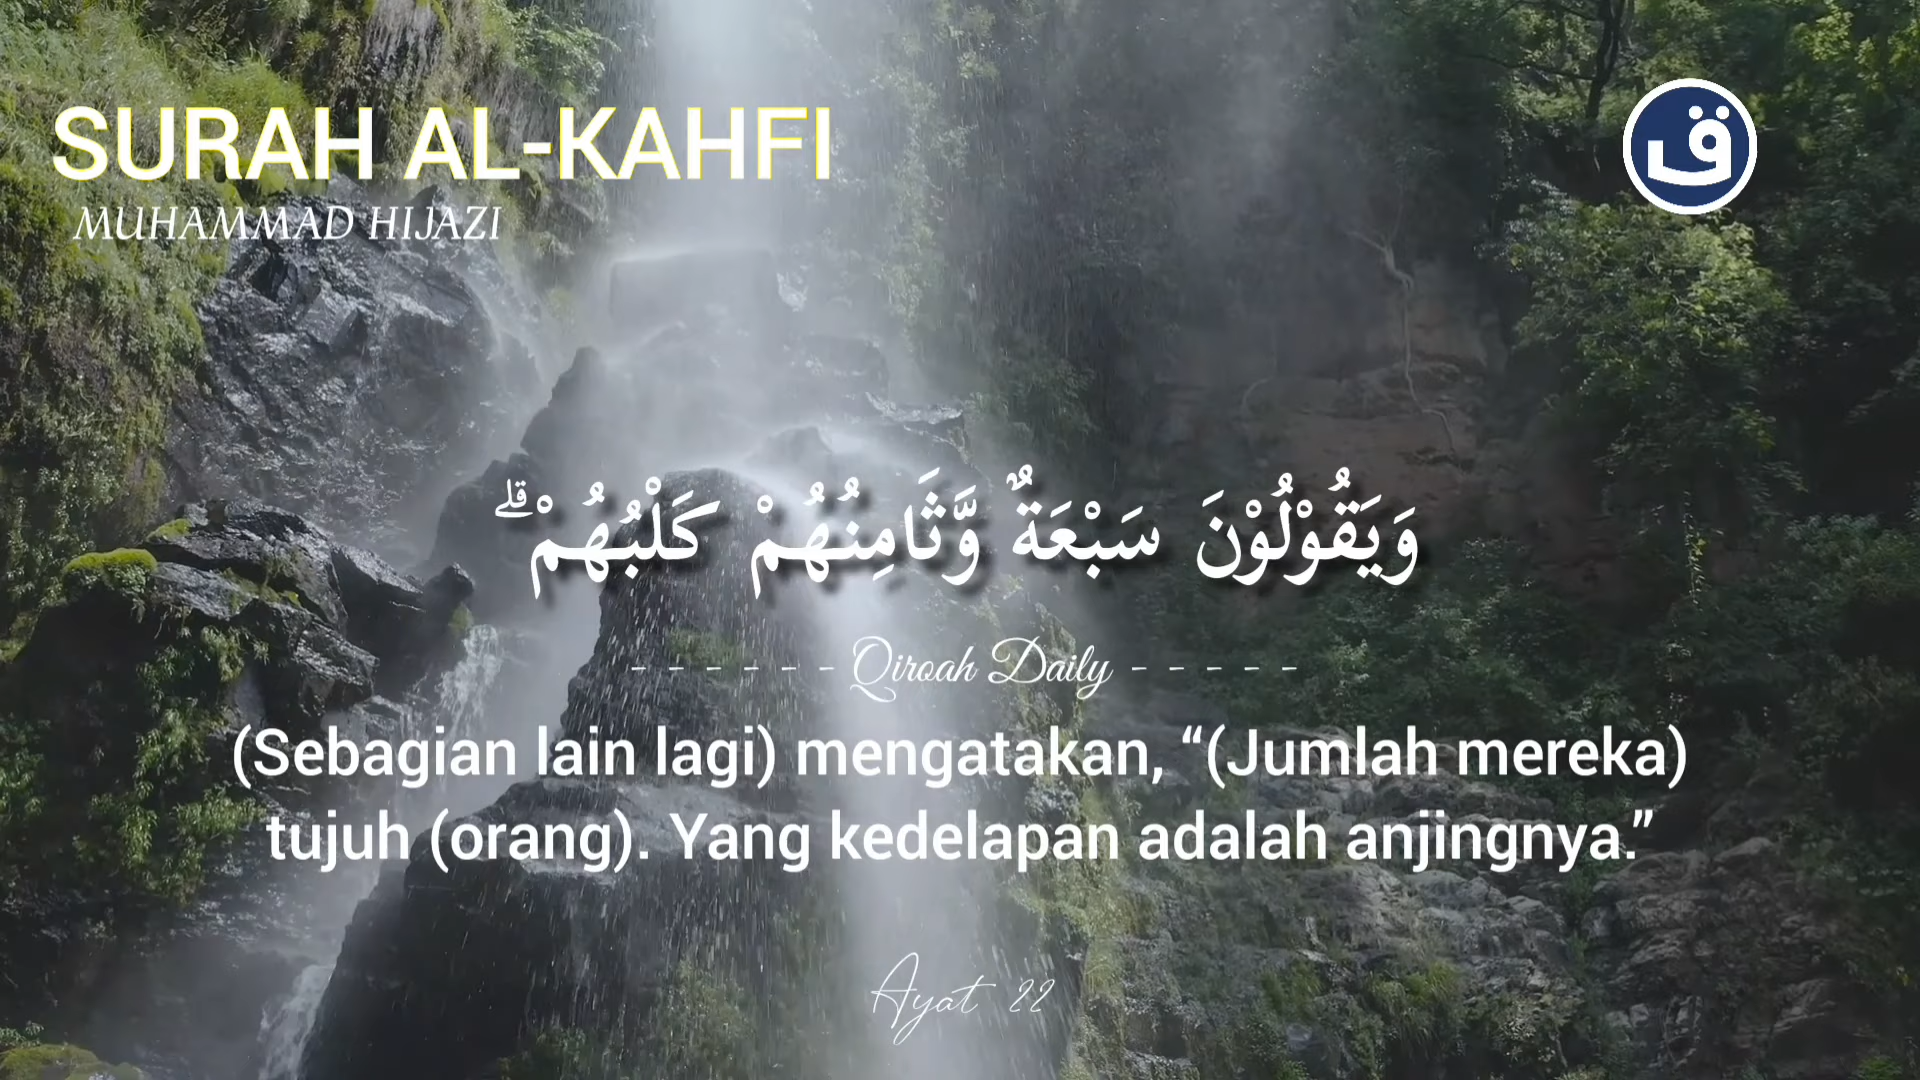 SURAH AL-KAHFI
MUHAMMAD HIJAZI
ق
وَيَقُوْلُوْنَ سَبْعَةٌ وَّثَامِنُهُمْ كَلْبُهُمْ ۗ
- - - - - - Qiroah Daily - - - - -
(Sebagian lain lagi) mengatakan, “(Jumlah mereka)
tujuh (orang). Yang kedelapan adalah anjingnya.”
Ayat 22